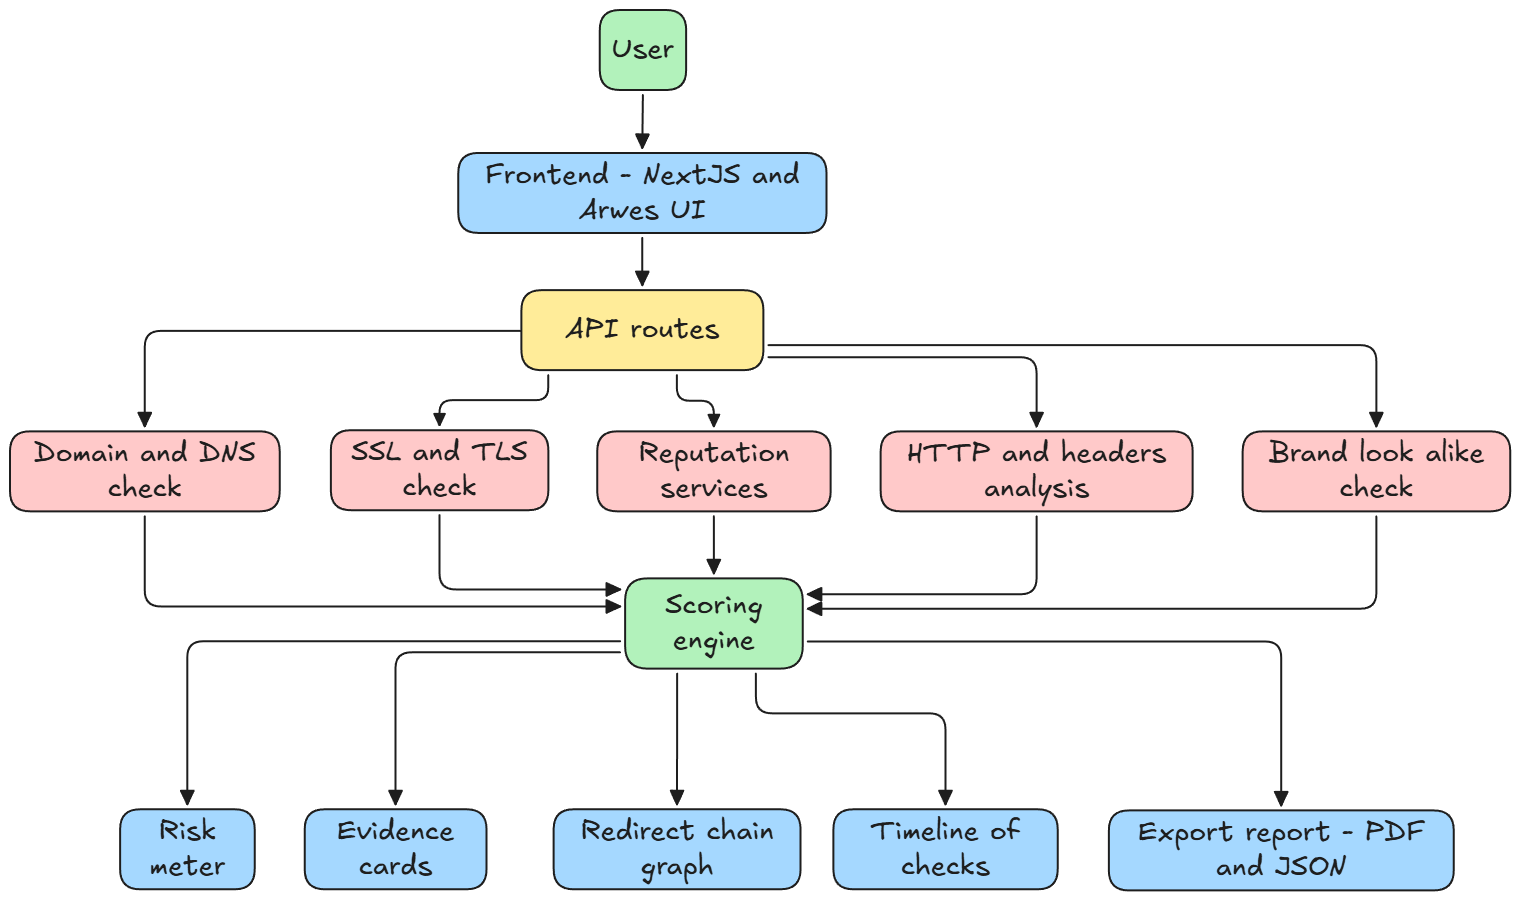 User
Frontend - NextJS and
Arwes UI
API routes
Domain and DNS
check
SSL and TLS
check
Reputation
services
HTTP and headers
analysis
Brand look alike
check
Scoring
engine
Risk
meter
Evidence
cards
Redirect chain
graph
Timeline of
checks
Export report - PDF
and JSON